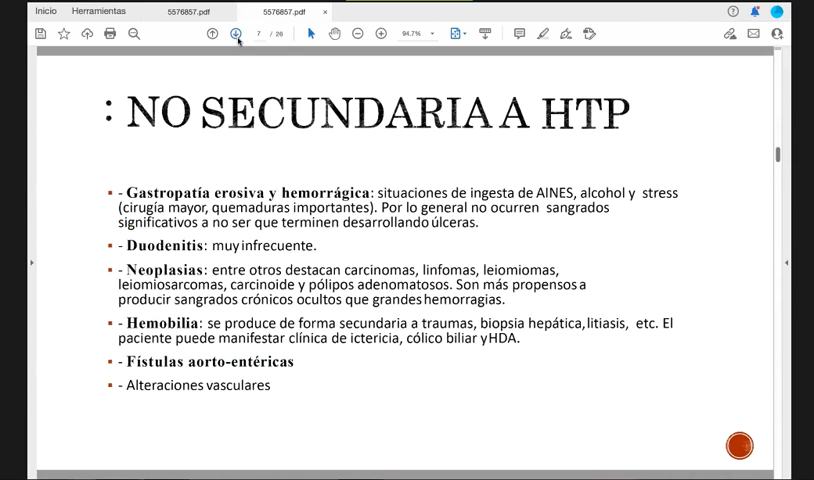 Inicio Herramientas 5576857.pdf 5576857.pdf ×
7 / 26 94.7%
: NO SECUNDARIA A HTP
- Gastropatía erosiva y hemorrágica: situaciones de ingesta de AINES, alcohol y stress
(cirugía mayor, quemaduras importantes). Por lo general no ocurren sangrados
significativos a no ser que terminen desarrollando úlceras.
- Duodenitis: muy infrecuente.
- Neoplasias: entre otros destacan carcinomas, linfomas, leiomiomas,
leiomiosarcomas, carcinoide y pólipos adenomatosos. Son más propensos a
producir sangrados crónicos ocultos que grandes hemorragias.
- Hemobilia: se produce de forma secundaria a traumas, biopsia hepática, litiasis, etc. El
paciente puede manifestar clínica de ictericia, cólico biliar y HDA.
- Fístulas aorto-entéricas
- Alteraciones vasculares